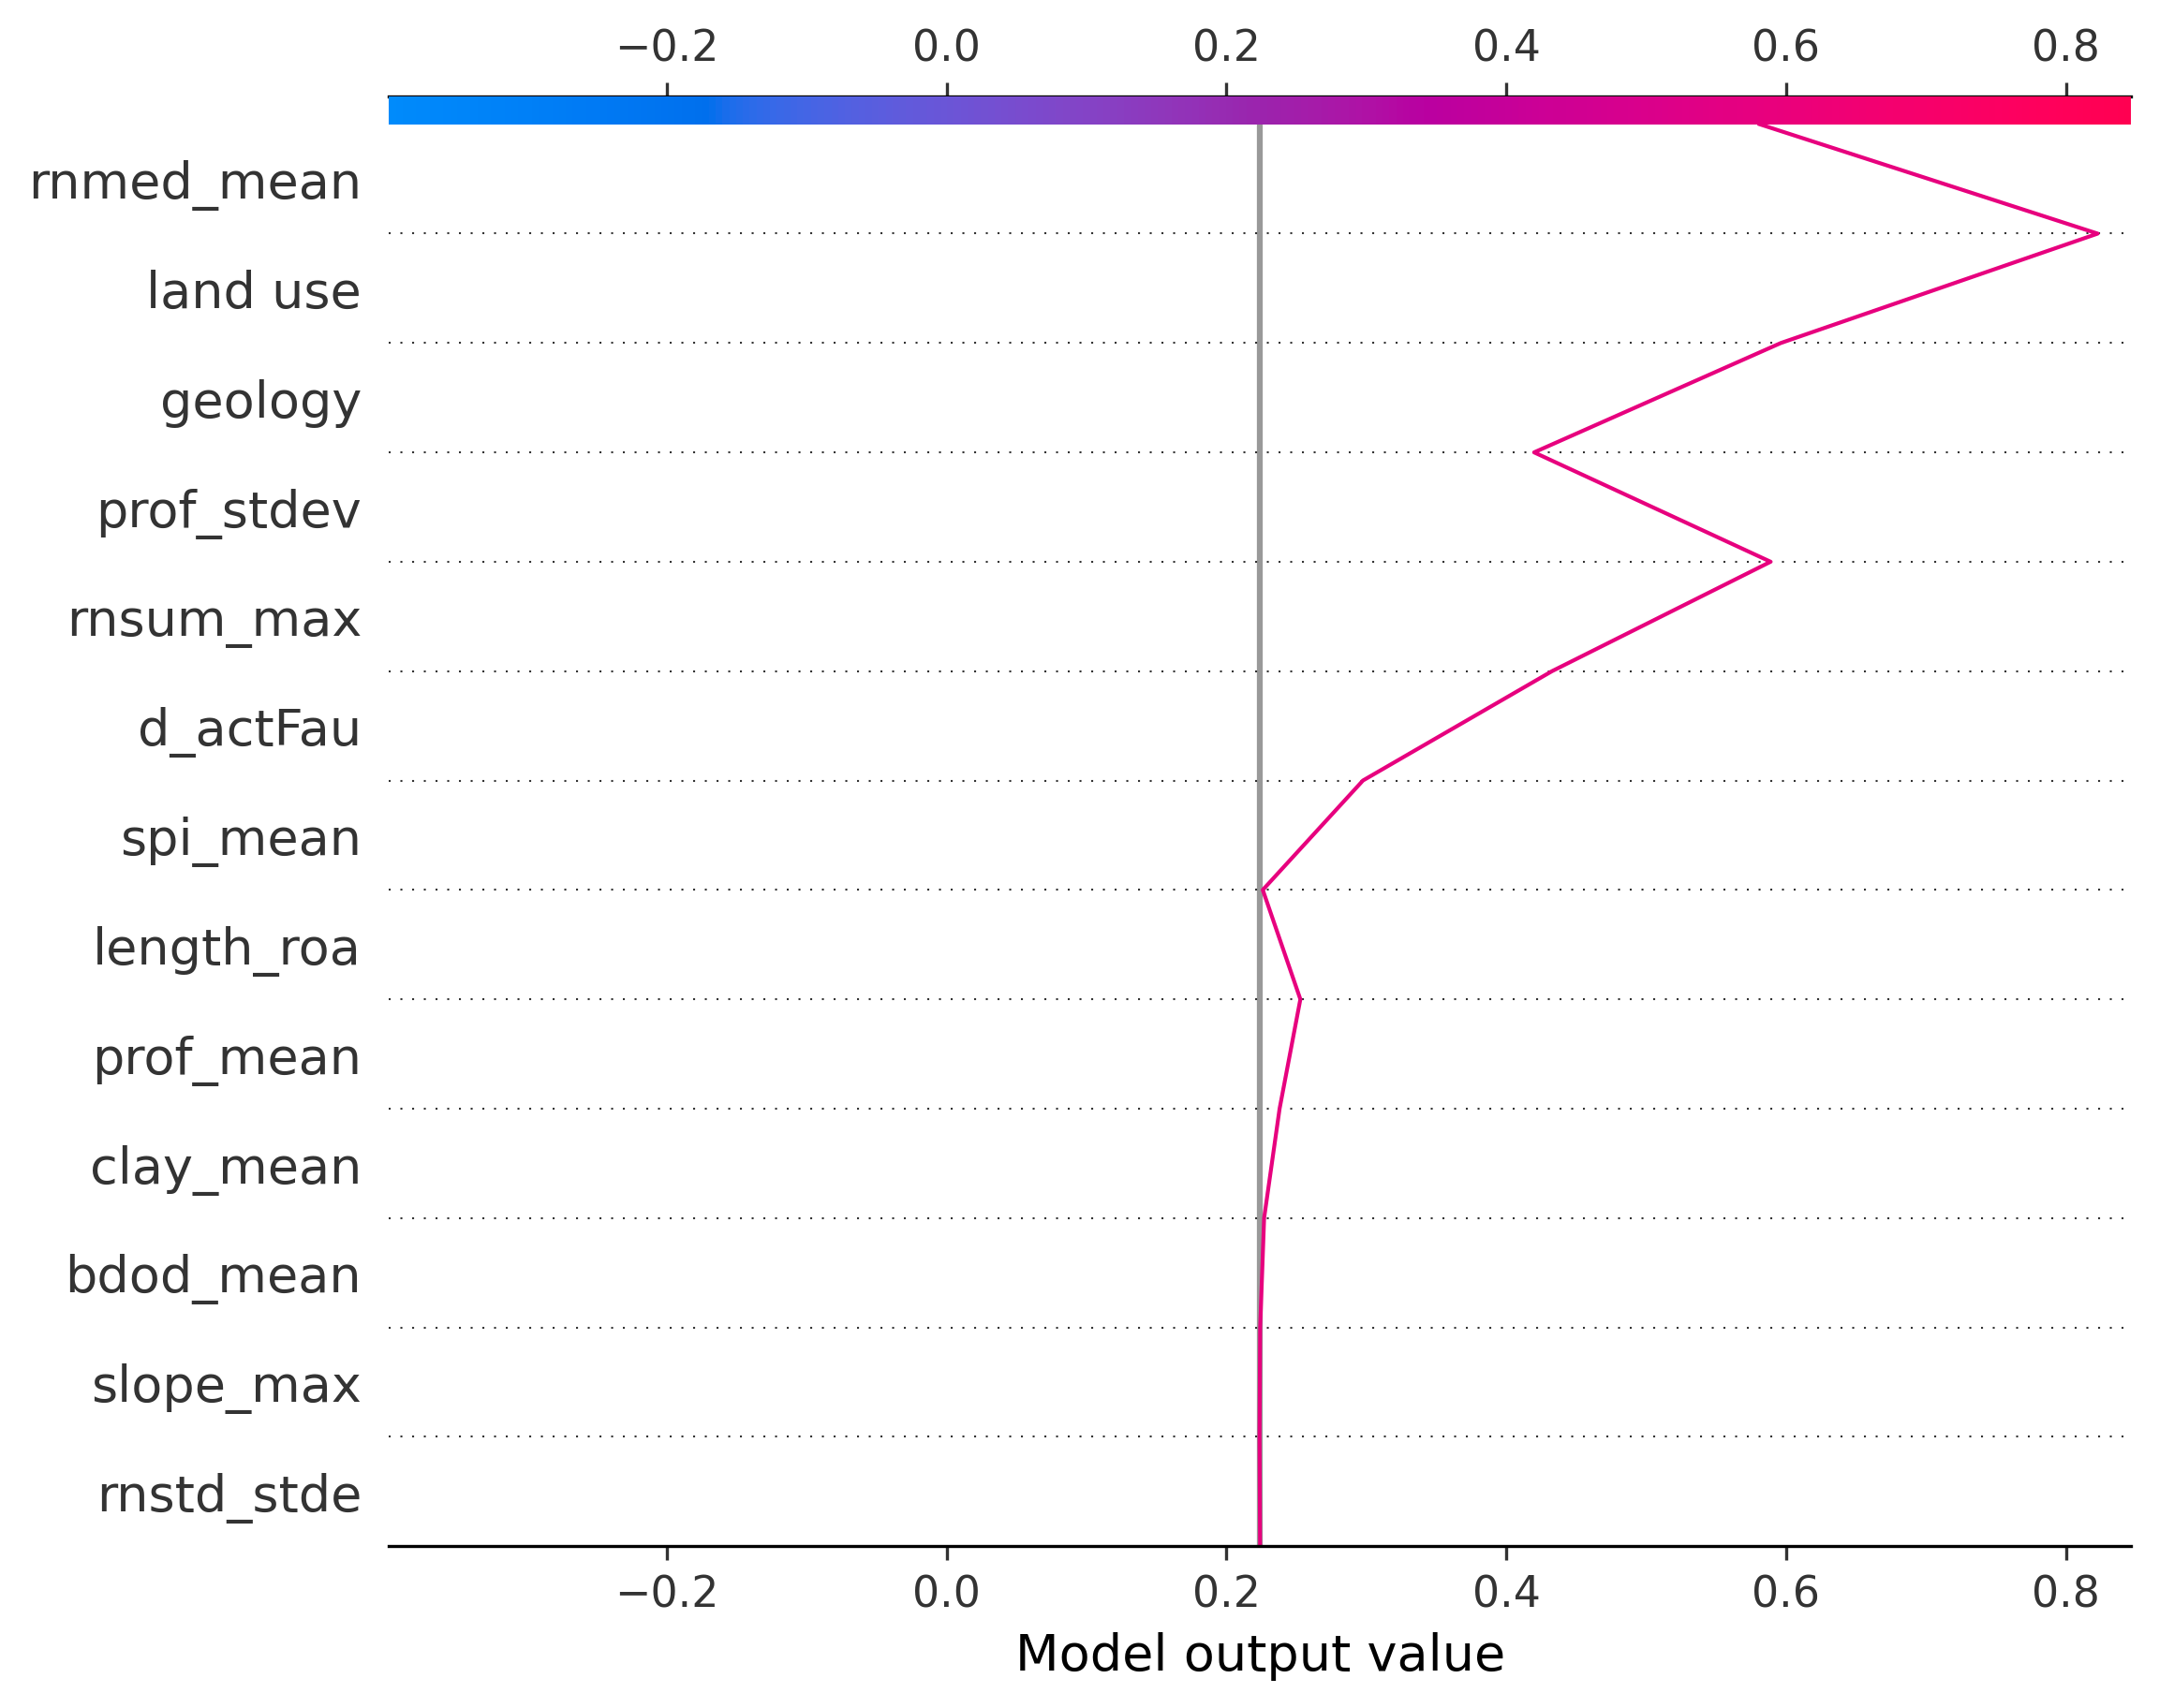 −0.2 0.0 0.2 0.4 0.6 0.8
rnmed_mean
land use
geology
prof_stdev
rnsum_max
d_actFau
spi_mean
length_roa
prof_mean
clay_mean
bdod_mean
slope_max
rnstd_stde
−0.2 0.0 0.2 0.4 0.6 0.8
Model output value